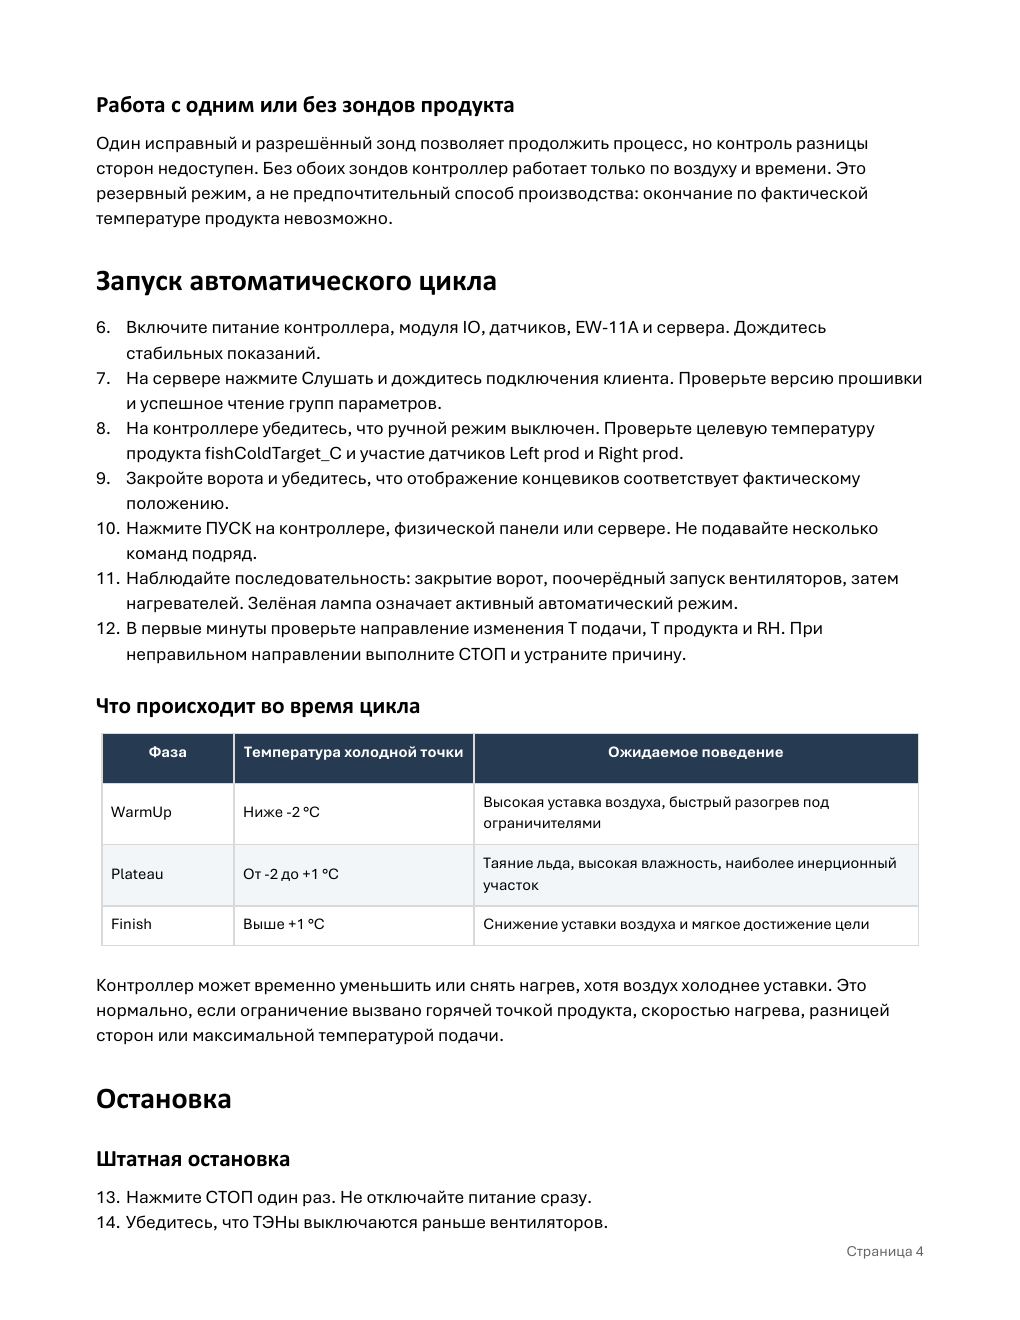 Работа с одним или без зондов продукта
Один исправный и разрешённый зонд позволяет продолжить процесс, но контроль разницы
сторон недоступен. Без обоих зондов контроллер работает только по воздуху и времени. Это
резервный режим, а не предпочтительный способ производства: окончание по фактической
температуре продукта невозможно.
Запуск автоматического цикла
6. Включите питание контроллера, модуля IO, датчиков, EW-11A и сервера. Дождитесь
стабильных показаний.
7. На сервере нажмите Слушать и дождитесь подключения клиента. Проверьте версию прошивки
и успешное чтение групп параметров.
8. На контроллере убедитесь, что ручной режим выключен. Проверьте целевую температуру
продукта fishColdTarget_C и участие датчиков Left prod и Right prod.
9. Закройте ворота и убедитесь, что отображение концевиков соответствует фактическому
положению.
10. Нажмите ПУСК на контроллере, физической панели или сервере. Не подавайте несколько
команд подряд.
11. Наблюдайте последовательность: закрытие ворот, поочерёдный запуск вентиляторов, затем
нагревателей. Зелёная лампа означает активный автоматический режим.
12. В первые минуты проверьте направление изменения T подачи, T продукта и RH. При
неправильном направлении выполните СТОП и устраните причину.
Что происходит во время цикла
Фаза Температура холодной точки Ожидаемое поведение
WarmUp Ниже -2 °C Высокая уставка воздуха, быстрый разогрев под
ограничителями
Plateau От -2 до +1 °C Таяние льда, высокая влажность, наиболее инерционный
участок
Finish Выше +1 °C Снижение уставки воздуха и мягкое достижение цели
Контроллер может временно уменьшить или снять нагрев, хотя воздух холоднее уставки. Это
нормально, если ограничение вызвано горячей точкой продукта, скоростью нагрева, разницей
сторон или максимальной температурой подачи.
Остановка
Штатная остановка
13. Нажмите СТОП один раз. Не отключайте питание сразу.
14. Убедитесь, что ТЭНы выключаются раньше вентиляторов.
Страница 4